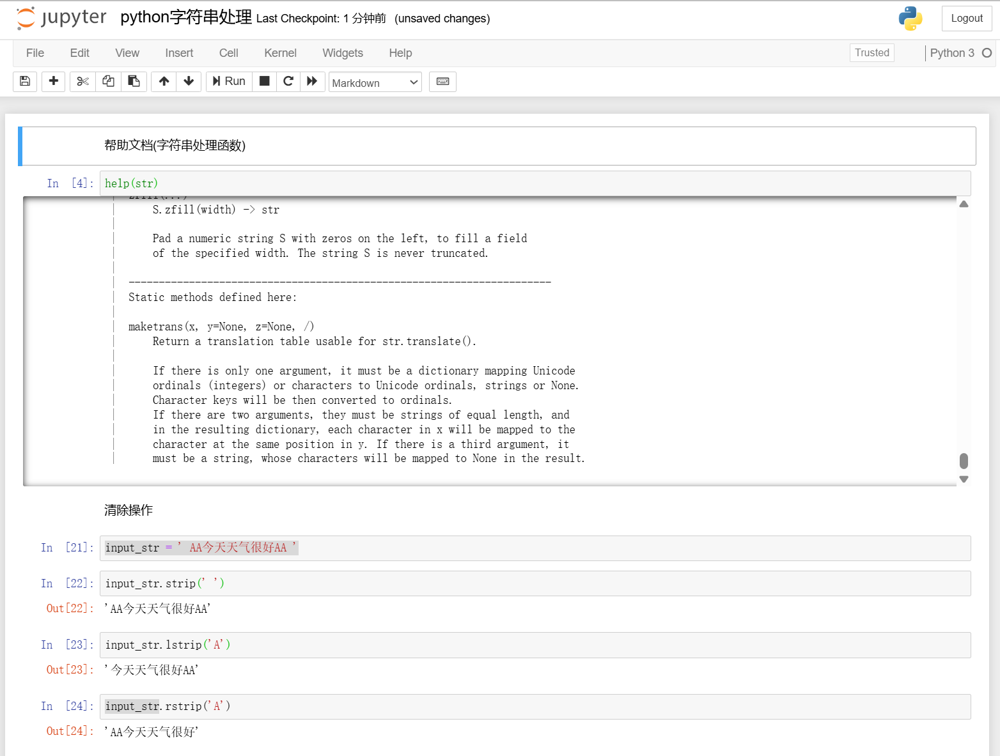 jupyter python字符串处理 Last Checkpoint: 1 分钟前 (unsaved changes) Logout
File Edit View Insert Cell Kernel Widgets Help Trusted Python 3
Run Markdown
帮助文档(字符串处理函数)
In [4]: help(str)
zfill(...)
| S.zfill(width) -> str
|
| Pad a numeric string S with zeros on the left, to fill a field
| of the specified width. The string S is never truncated.
|
| ----------------------------------------------------------------------
| Static methods defined here:
|
| maketrans(x, y=None, z=None, /)
| Return a translation table usable for str.translate().
|
| If there is only one argument, it must be a dictionary mapping Unicode
| ordinals (integers) or characters to Unicode ordinals, strings or None.
| Character keys will be then converted to ordinals.
| If there are two arguments, they must be strings of equal length, and
| in the resulting dictionary, each character in x will be mapped to the
| character at the same position in y. If there is a third argument, it
| must be a string, whose characters will be mapped to None in the result.
清除操作
In [21]: input_str = ' AA今天天气很好AA '
In [22]: input_str.strip(' ')
Out[22]: 'AA今天天气很好AA'
In [23]: input_str.lstrip('A')
Out[23]: '今天天气很好AA'
In [24]: input_str.rstrip('A')
Out[24]: 'AA今天天气很好'